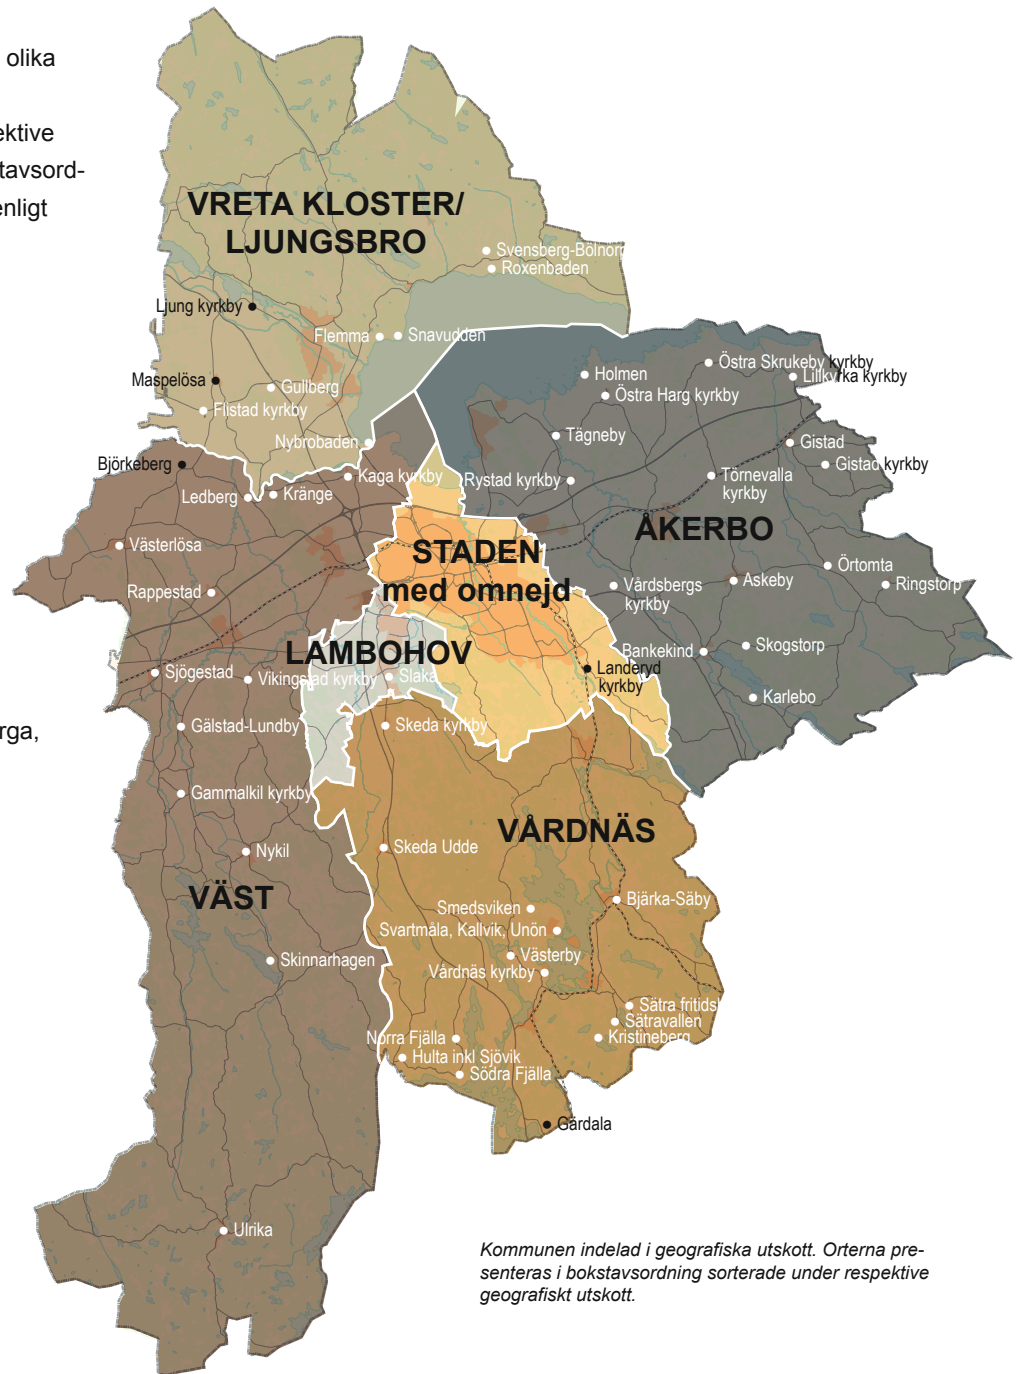 olika
ektive
tavsord-
enligt
VRETA KLOSTER/
LJUNGSBRO
Svensberg-Bölnorp
Roxenbaden
Ljung kyrkby
Flemma
Snavudden
Maspelösa
Gullberg
Flistad kyrkby
Nybrobaden
Holmen
Östra Skrukeby kyrkby
Lillkyrka kyrkby
Östra Harg kyrkby
Tägneby
Gistad
Gistad kyrkby
Björkeberg
Kaga kyrkby
Rystad kyrkby
Törnevalla
kyrkby
Ledberg
Kränge
ÅKERBO
Västerlösa
STADEN
med omnejd
Örtomta
Rappestad
Vårdsbergs
kyrkby
Askeby
Ringstorp
LAMBOHOV
Bankekind
Skogstorp
Sjögestad
Vikingstad kyrkby
Slaka
Landeryd
kyrkby
Karlebo
Gälstad-Lundby
Skeda kyrkby
rga,
Gammalkil kyrkby
VÅRDNÄS
Nykil
Skeda Udde
VÄST
Bjärka-Säby
Smedsviken
Svartmåla, Kallvik, Unön
Skinnarhagen
Västerby
Vårdnäs kyrkby
Sätra fritidsl
Sätravallen
Norra Fjälla
Kristineberg
Hulta inkl Sjövik
Södra Fjälla
Gärdala
Ulrika
Kommunen indelad i geografiska utskott. Orterna pre-
senteras i bokstavsordning sorterade under respektive
geografiskt utskott.